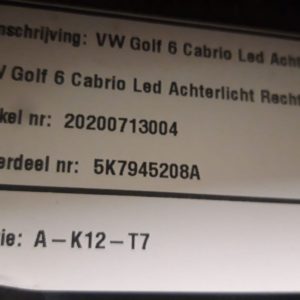 nschrijving: VW Golf 6 Cabrio Led Acht
Golf 6 Cabrio Led Achterlicht Recht
kel nr: 20200713004
erdeel nr: 5K7945208A
ie: A-K12-T7